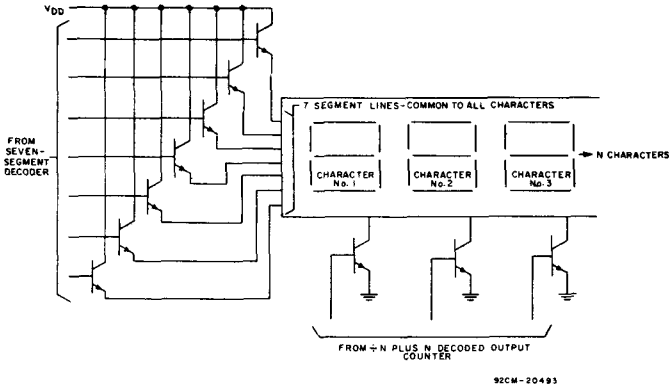 VDD
7 SEGMENT LINES-COMMON TO ALL CHARACTERS
FROM
SEVEN-
SEGMENT
DECODER
N CHARACTERS
CHARACTER
No. 1
CHARACTER
No. 2
CHARACTER
No. 3
FROM ÷ N PLUS N DECODED OUTPUT
COUNTER
92CM-20493